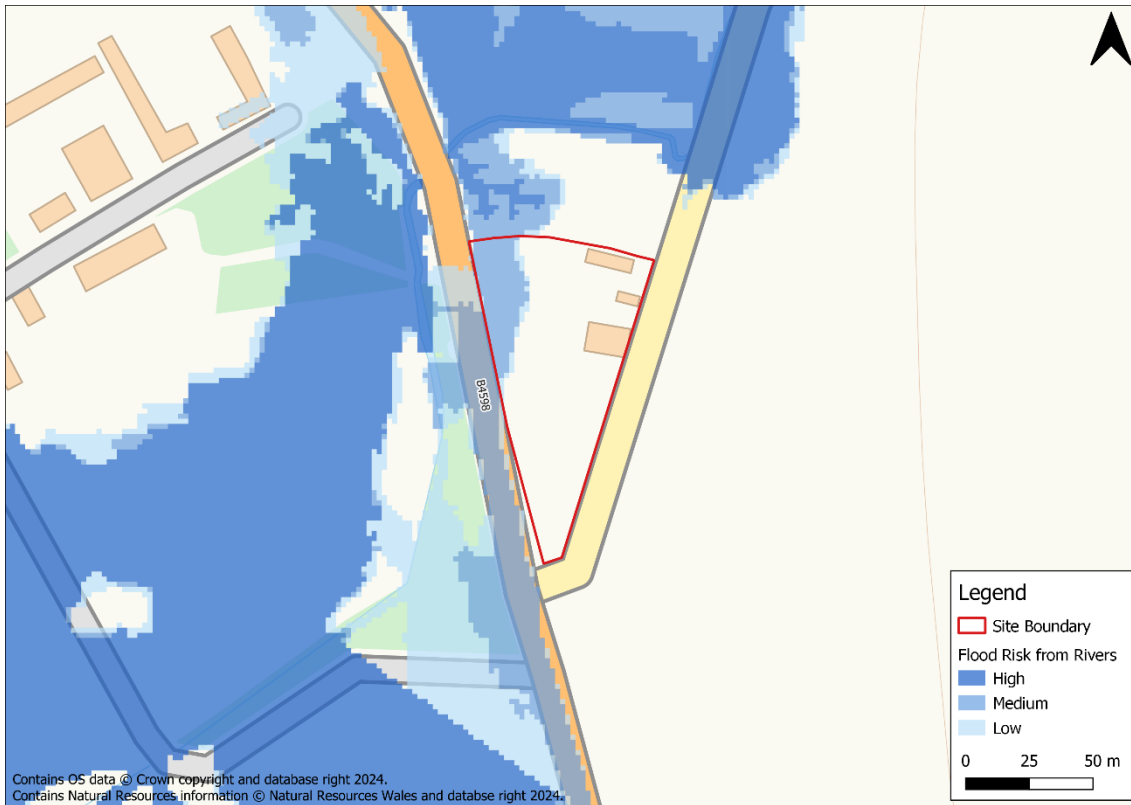 B4598
Legend
Site Boundary
Flood Risk from Rivers
High
Medium
Low
0 25 50 m
Contains OS data © Crown copyright and database right 2024.
Contains Natural Resources information © Natural Resources Wales and databse right 2024.